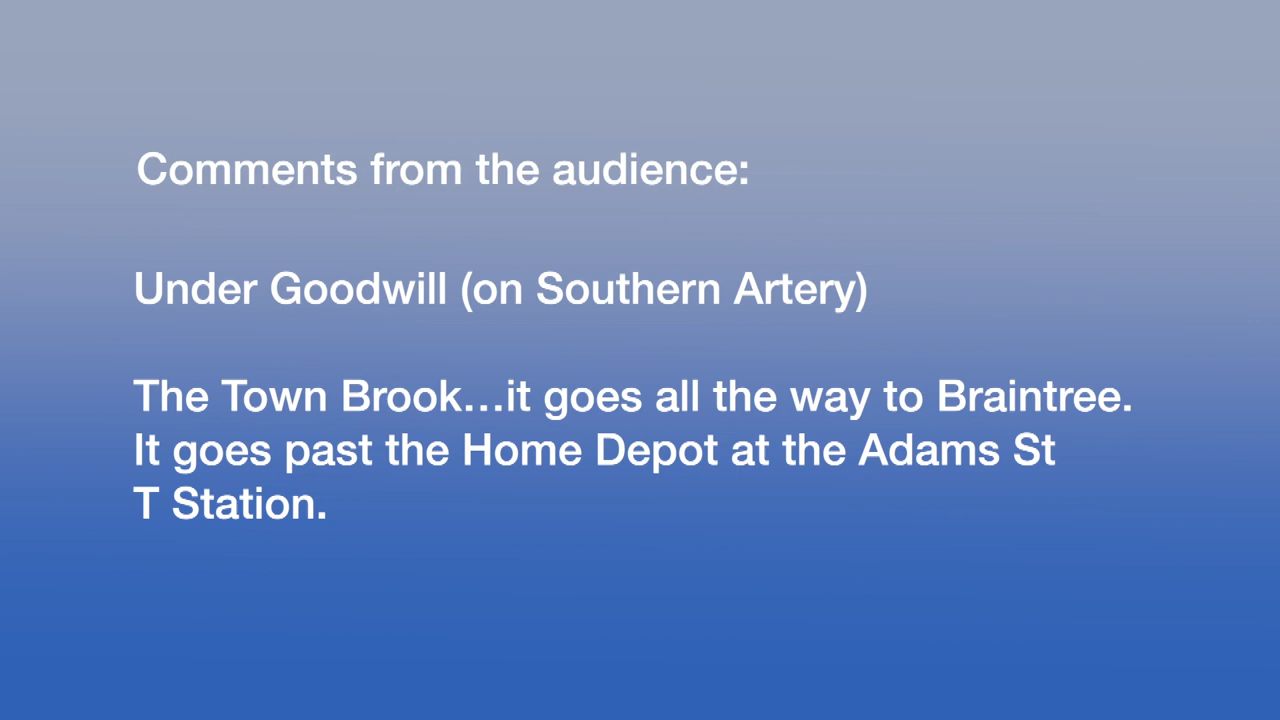 Comments from the audience:
Under Goodwill (on Southern Artery)
The Town Brook…it goes all the way to Braintree.
It goes past the Home Depot at the Adams St
T Station.